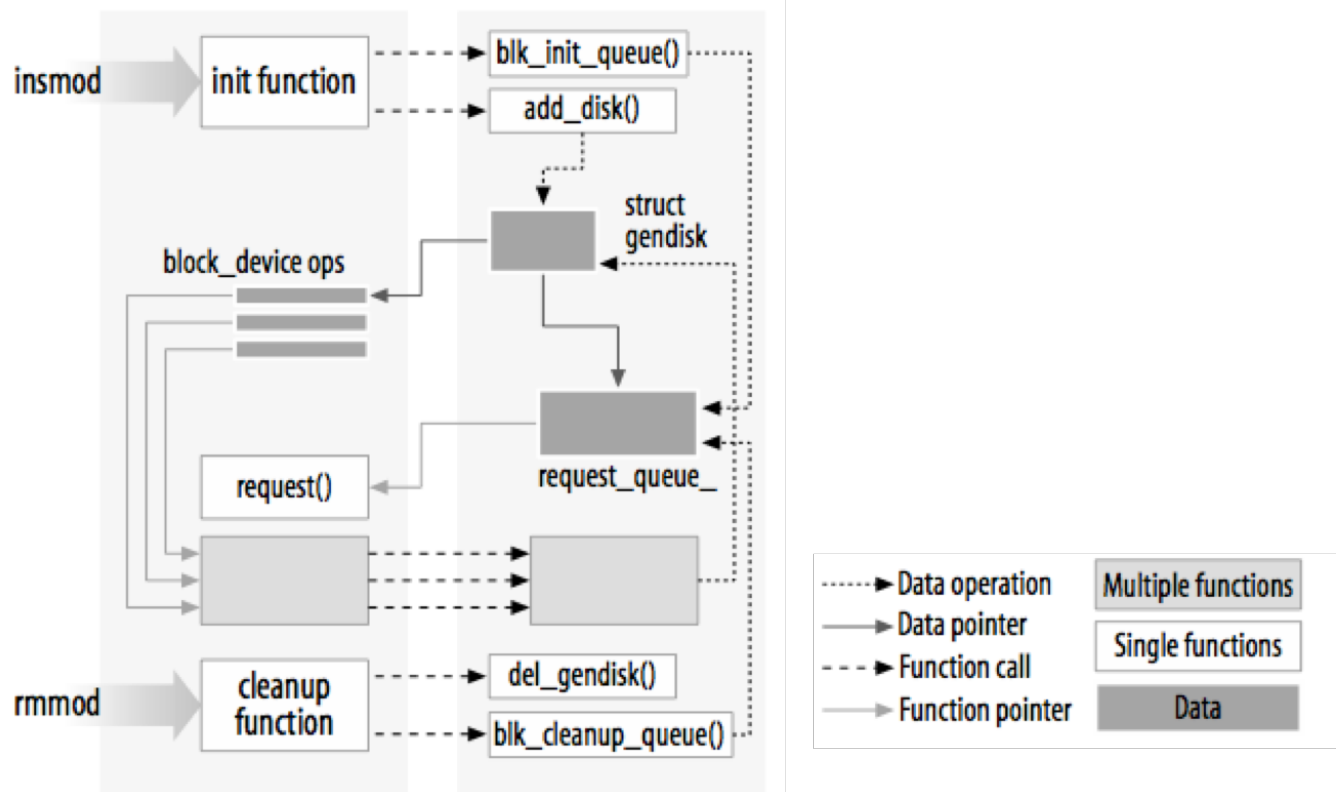 insmod
init function
blk_init_queue()
add_disk()
struct
gendisk
block_device ops
request_queue_
request()
rmmod
cleanup
function
del_gendisk()
blk_cleanup_queue()
Data operation
Data pointer
Function call
Function pointer
Multiple functions
Single functions
Data